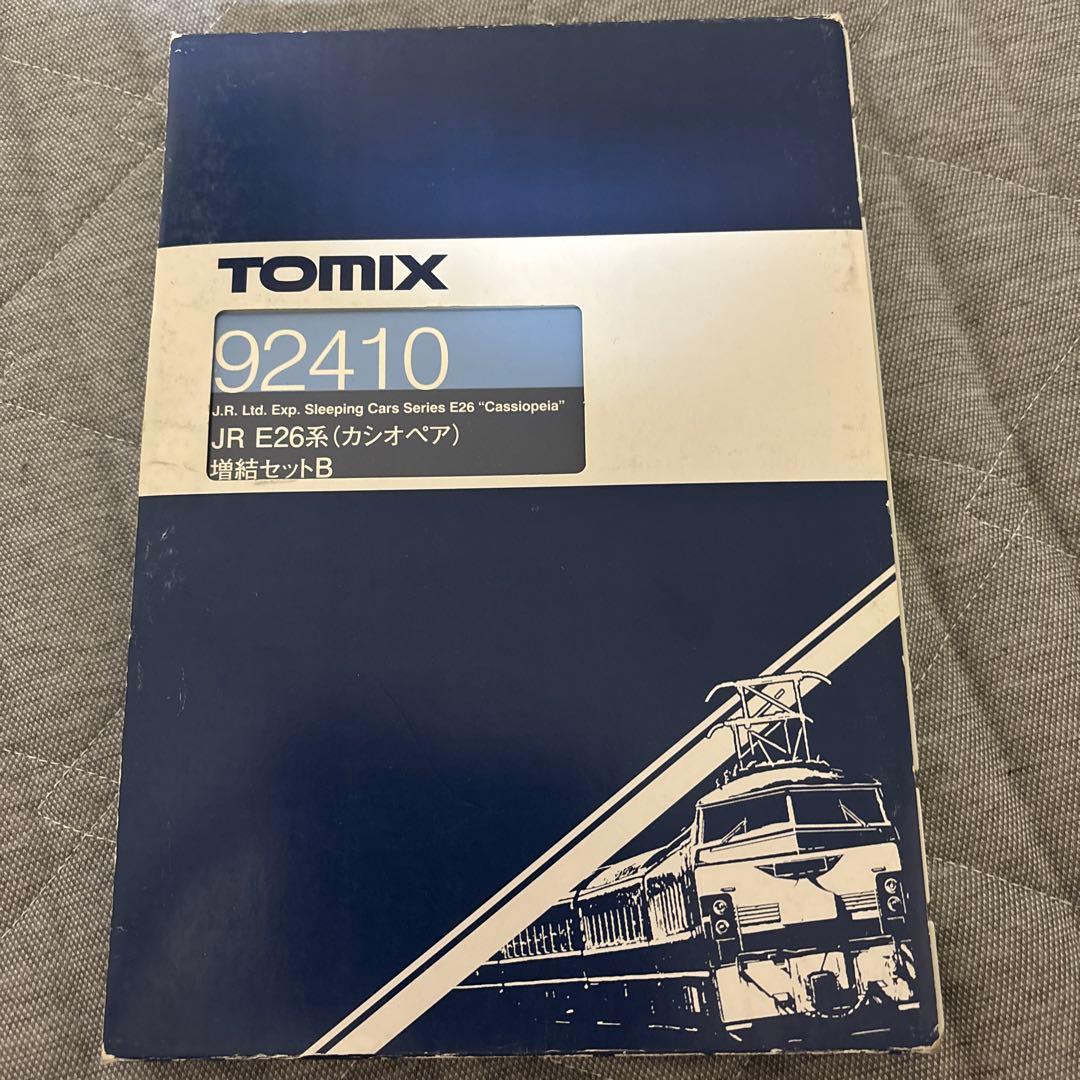 TOMIX
92410
J.R. Ltd. Exp. Sleeping Cars Series E26 “Cassiopeia”
JR E26系(カシオペア)
増結セットB